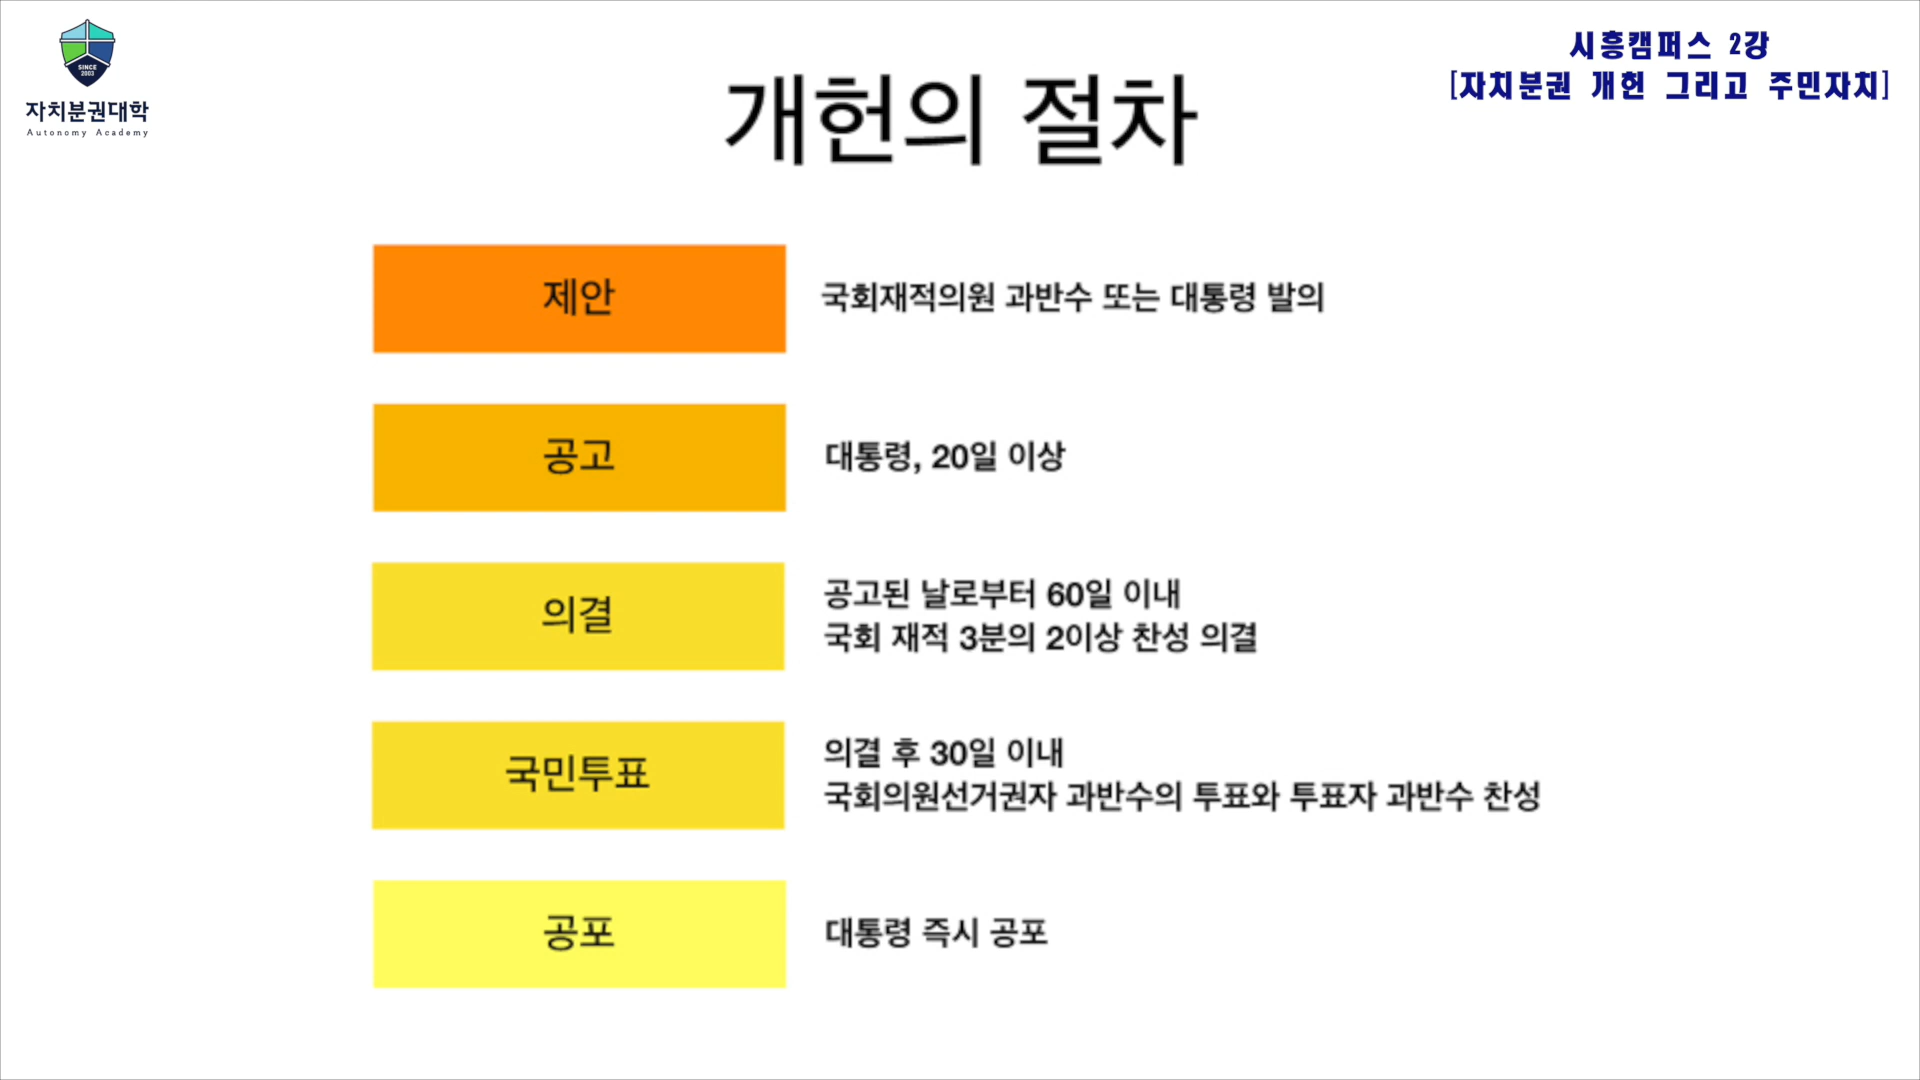 SINCE
2003
자치분권대학
Autonomy Academy
시흥캠퍼스 2강
[자치분권 개헌 그리고 주민자치]
개헌의 절차
제안
국회재적의원 과반수 또는 대통령 발의
공고
대통령, 20일 이상
의결
공고된 날로부터 60일 이내
국회 재적 3분의 2이상 찬성 의결
국민투표
의결 후 30일 이내
국회의원선거권자 과반수의 투표와 투표자 과반수 찬성
공포
대통령 즉시 공포